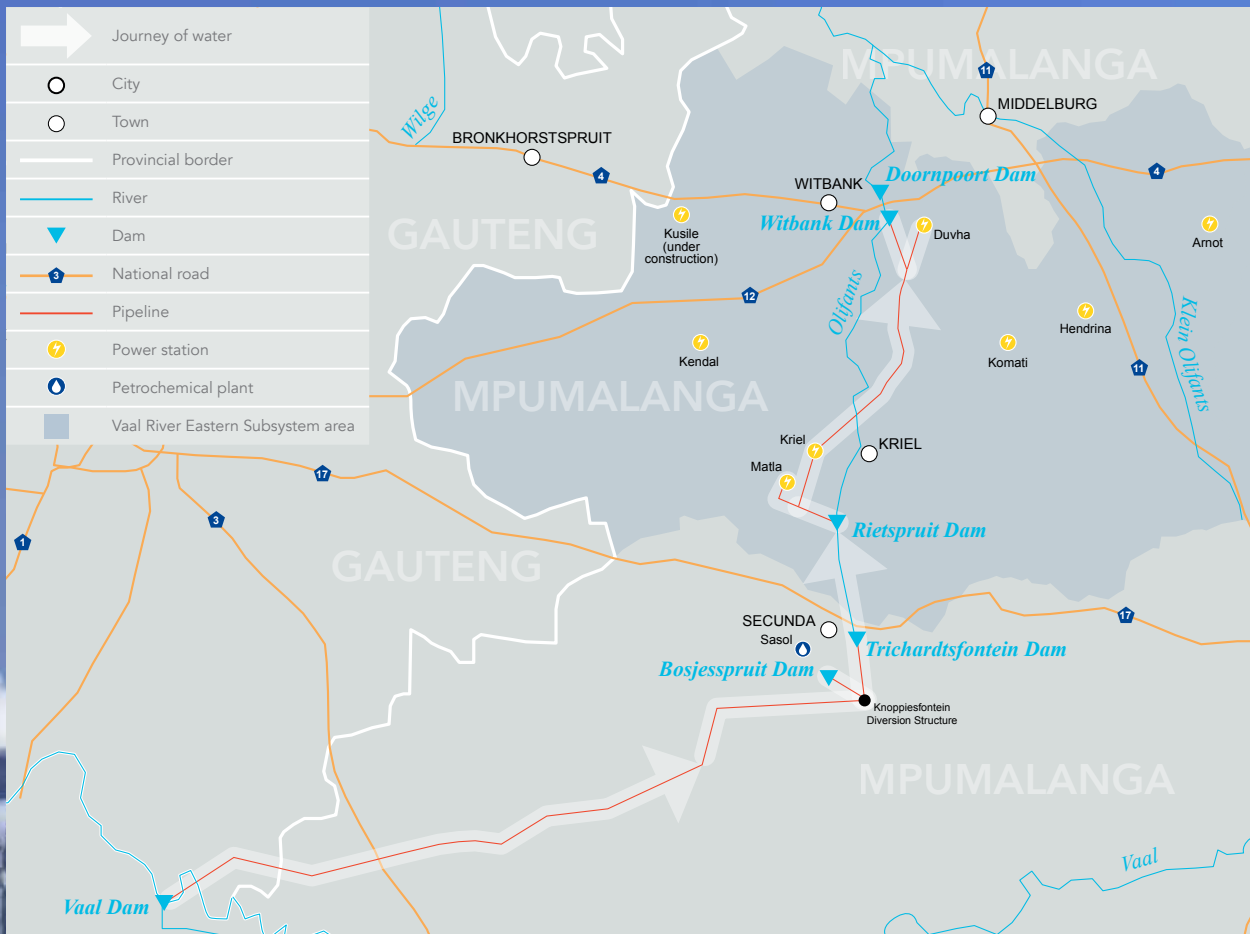 Journey of water
City
Town
Provincial border
River
Dam
3
National road
Pipeline
Power station
Petrochemical plant
Vaal River Eastern Subsystem area
MPUMALANGA
11
MIDDELBURG
Wilge
BRONKHORSTSPRUIT
4
WITBANK
Doornpoort Dam
4
Witbank Dam
GAUTENG
Kusile
(under
construction)
Duvha
Arnot
12
Olifants
Klein Olifants
Hendrina
Kendal
Komati
11
MPUMALANGA
Kriel
KRIEL
Matla
17
3
1
Rietspruit Dam
GAUTENG
SECUNDA
17
Sasol
Trichardtsfontein Dam
Bosjesspruit Dam
Knoppiesfontein
Diversion Structure
MPUMALANGA
Vaal
Vaal Dam